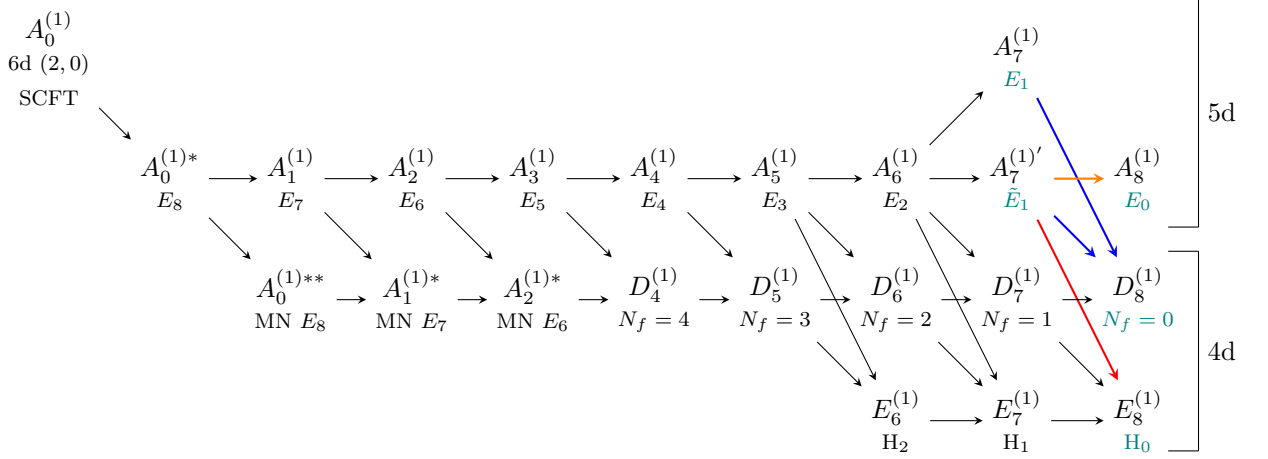 A_0^{(1)}
6d (2, 0)
SCFT
A_7^{(1)}
E_1
5d
A_0^{(1)*} A_1^{(1)} A_2^{(1)} A_3^{(1)} A_4^{(1)} A_5^{(1)} A_6^{(1)} A_7^{(1)'} A_8^{(1)}
E_8 E_7 E_6 E_5 E_4 E_3 E_2 \tilde{E}_1 E_0
A_0^{(1)**} A_1^{(1)*} A_2^{(1)*} D_4^{(1)} D_5^{(1)} D_6^{(1)} D_7^{(1)} D_8^{(1)}
MN E_8 MN E_7 MN E_6 N_f = 4 N_f = 3 N_f = 2 N_f = 1 N_f = 0
4d
E_6^{(1)} E_7^{(1)} E_8^{(1)}
H_2 H_1 H_0